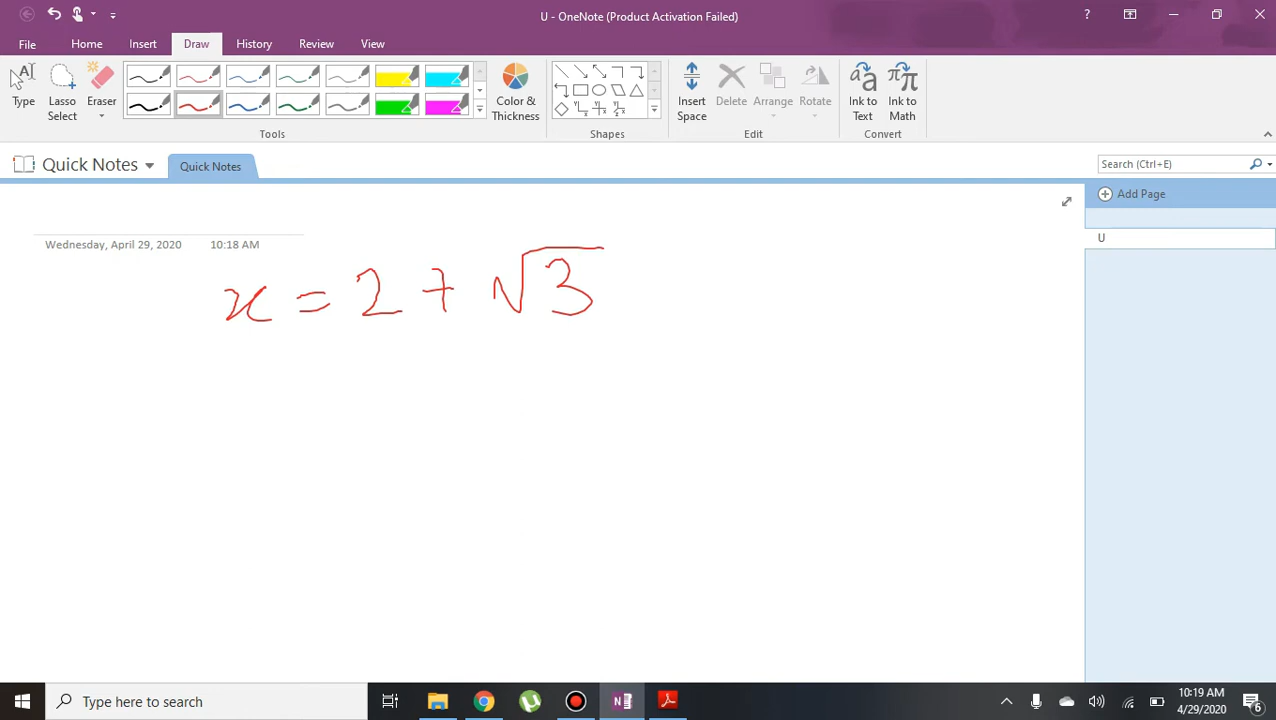 U - OneNote (Product Activation Failed)
File Home Insert Draw History Review View
Type
Lasso Select
Eraser
Color & Thickness
Insert Space
Delete
Arrange
Rotate
Ink to Text
Ink to Math
Tools
Shapes
Edit
Convert
Quick Notes
Quick Notes
Search (Ctrl+E)
Add Page
U
Wednesday, April 29, 2020 10:18 AM
x = 2 + √3
Type here to search
10:19 AM
4/29/2020
6